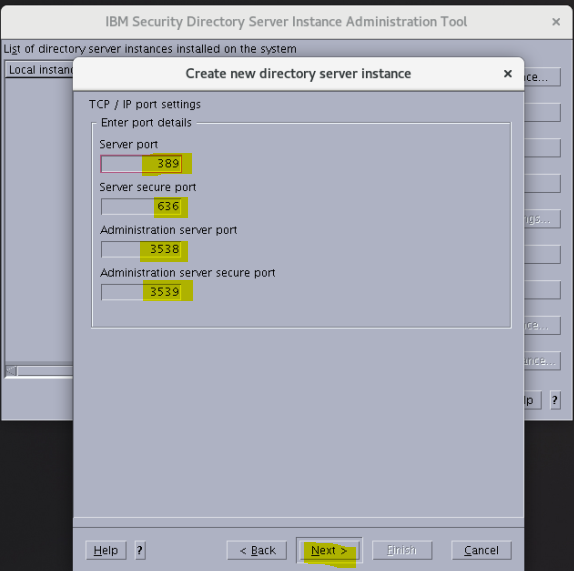 IBM Security Directory Server Instance Administration Tool
×
List of directory server instances installed on the system
Local instanc
Create new directory server instance
×
ce...
TCP / IP port settings
Enter port details
Server port
389
Server secure port
636
ngs...
Administration server port
3538
Administration server secure port
3539
ce...
ance...
lp
?
Help
?
< Back
Next >
Finish
Cancel